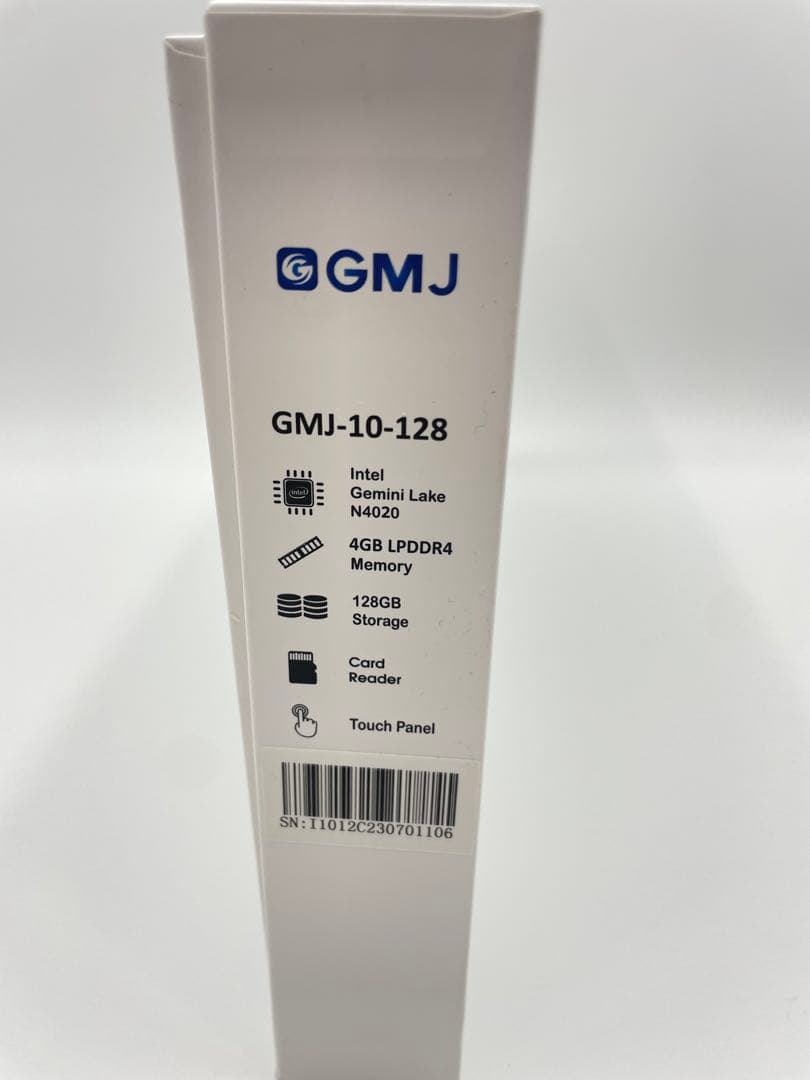 GMJ
GMJ-10-128
intel
Intel
Gemini Lake
N4020
4GB LPDDR4
Memory
128GB
Storage
Card
Reader
Touch Panel
SN:I1012C230701106